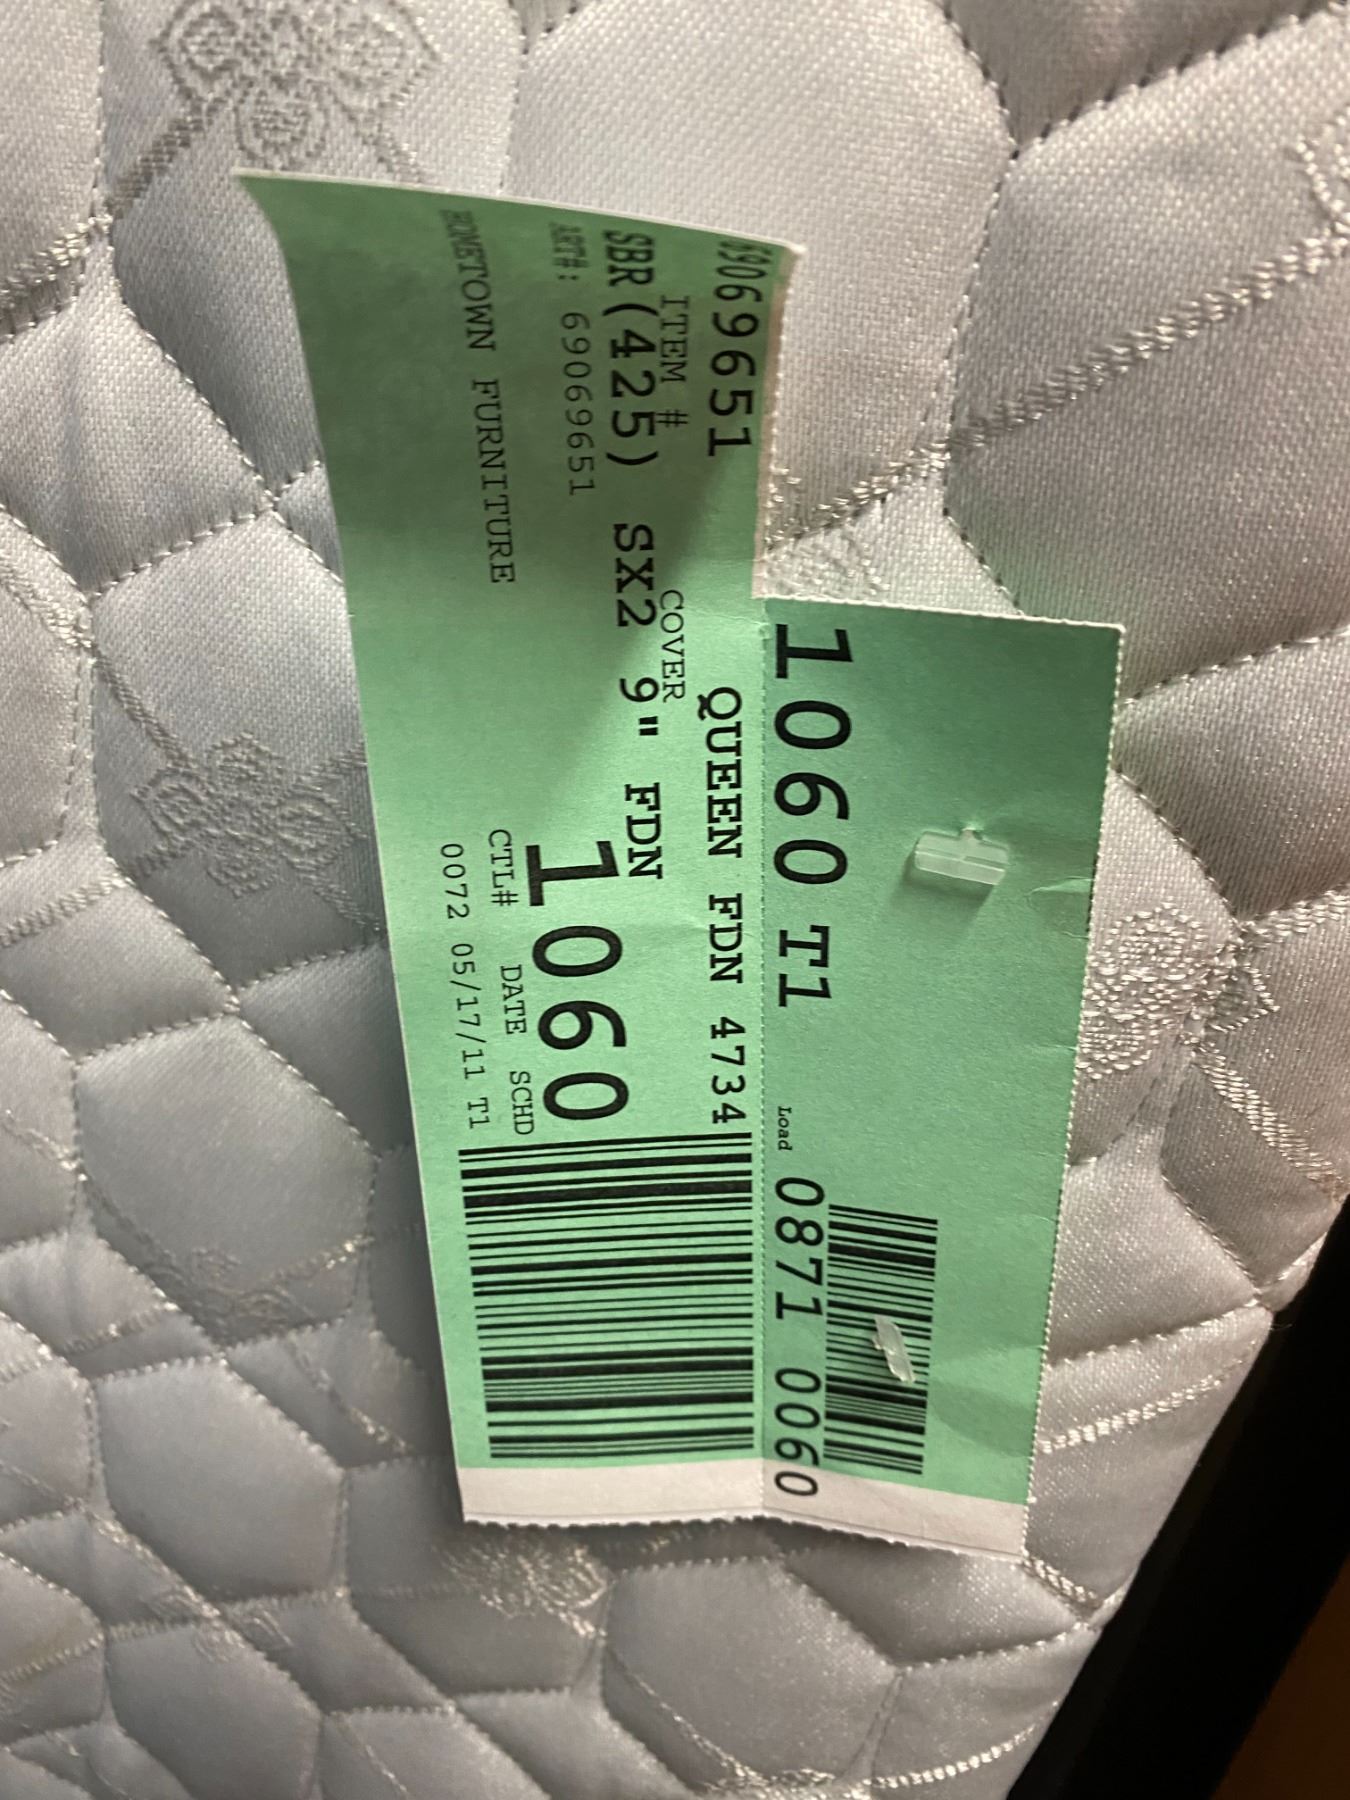 1060 T1
Load 0871 0060
69069651 QUEEN FDN 4734
ITEM # COVER
SBR(425) SX2 9" FDN
ART#: 69069651
1060
HOMETOWN FURNITURE
CTL# DATE SCHD
0072 05/17/11 T1